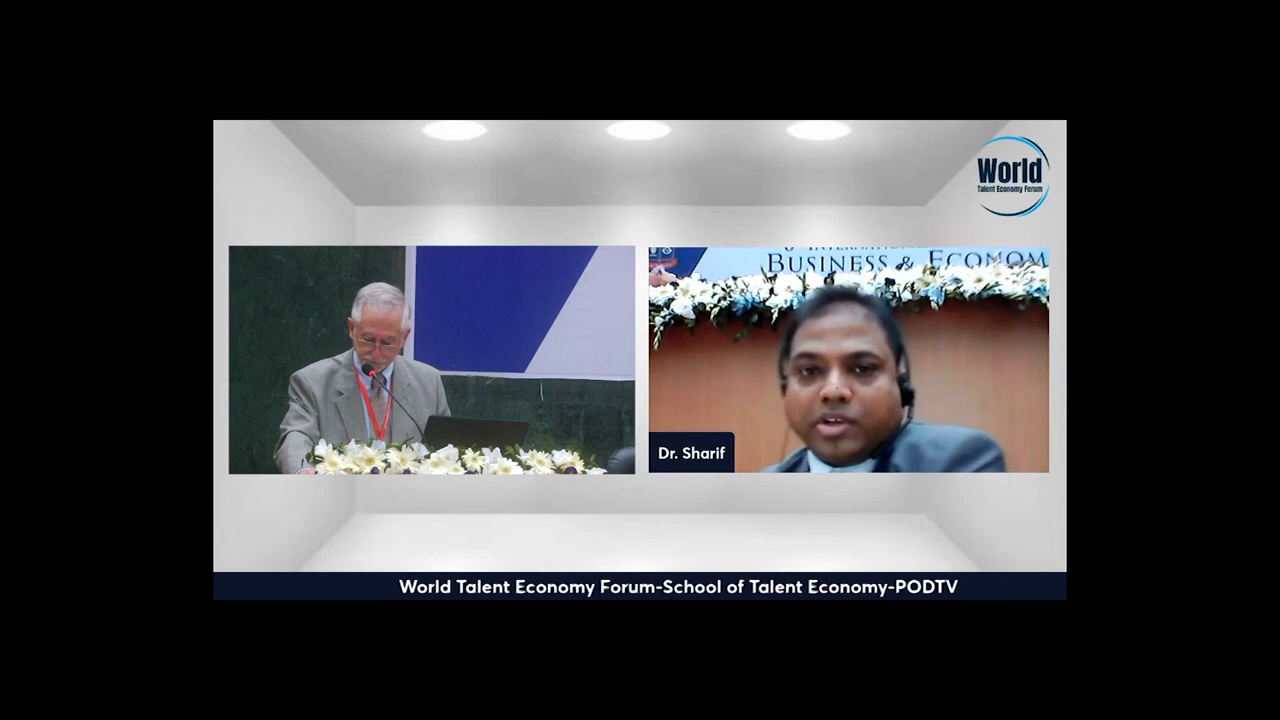 World
Talent Economy Forum
BUSINESS & ECONOM
Dr. Sharif
World Talent Economy Forum-School of Talent Economy-PODTV